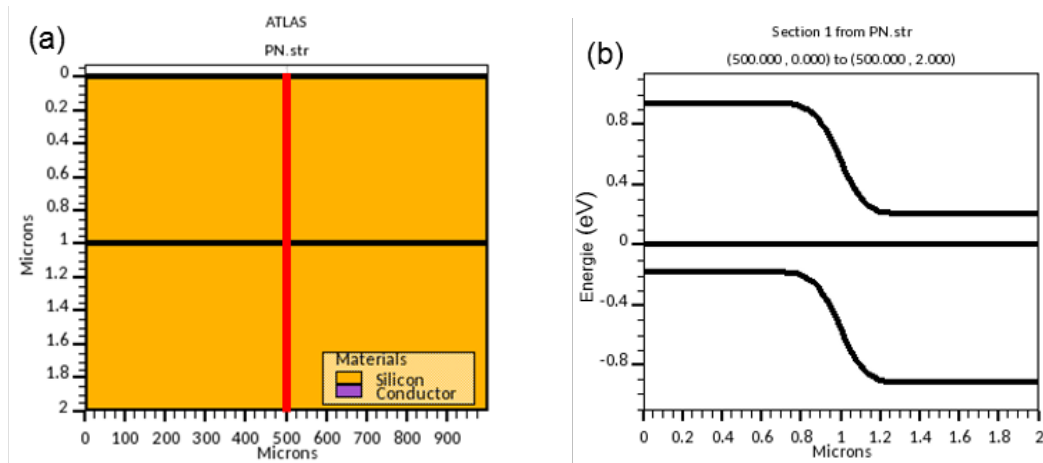 (a)
ATLAS
PN.str
0
0.2
0.4
0.6
0.8
1
1.2
1.4
1.6
1.8
2
Microns
Materials
Silicon
Conductor
0 100 200 300 400 500 600 700 800 900
Microns
(b)
Section 1 from PN.str
(500.000 , 0.000) to (500.000 , 2.000)
0.8
0.4
0
-0.4
-0.8
Energie (eV)
0 0.2 0.4 0.6 0.8 1 1.2 1.4 1.6 1.8 2
Microns